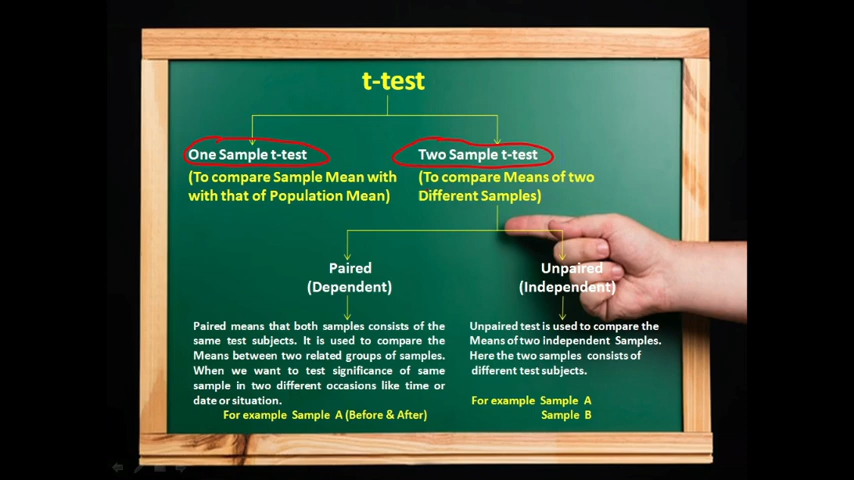 t-test
One Sample t-test
(To compare Sample Mean with
with that of Population Mean)
Two Sample t-test
(To compare Means of two
Different Samples)
Paired
(Dependent)
Unpaired
(Independent)
Paired means that both samples consists of the
same test subjects. It is used to compare the
Means between two related groups of samples.
When we want to test significance of same
sample in two different occasions like time or
date or situation.
For example Sample A (Before & After)
Unpaired test is used to compare the
Means of two independent Samples.
Here the two samples consists of
different test subjects.
For example Sample A
Sample B